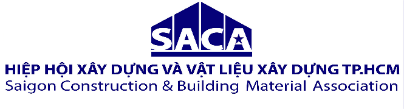 SACA
HIỆP HỘI XÂY DỰNG VÀ VẬT LIỆU XÂY DỰNG TP.HCM
Saigon Construction & Building Material Association